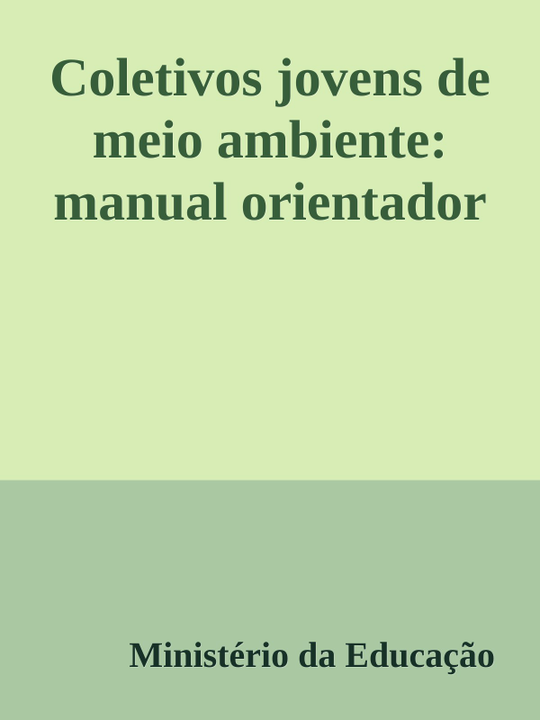 Coletivos jovens de
meio ambiente:
manual orientador
Ministério da Educação